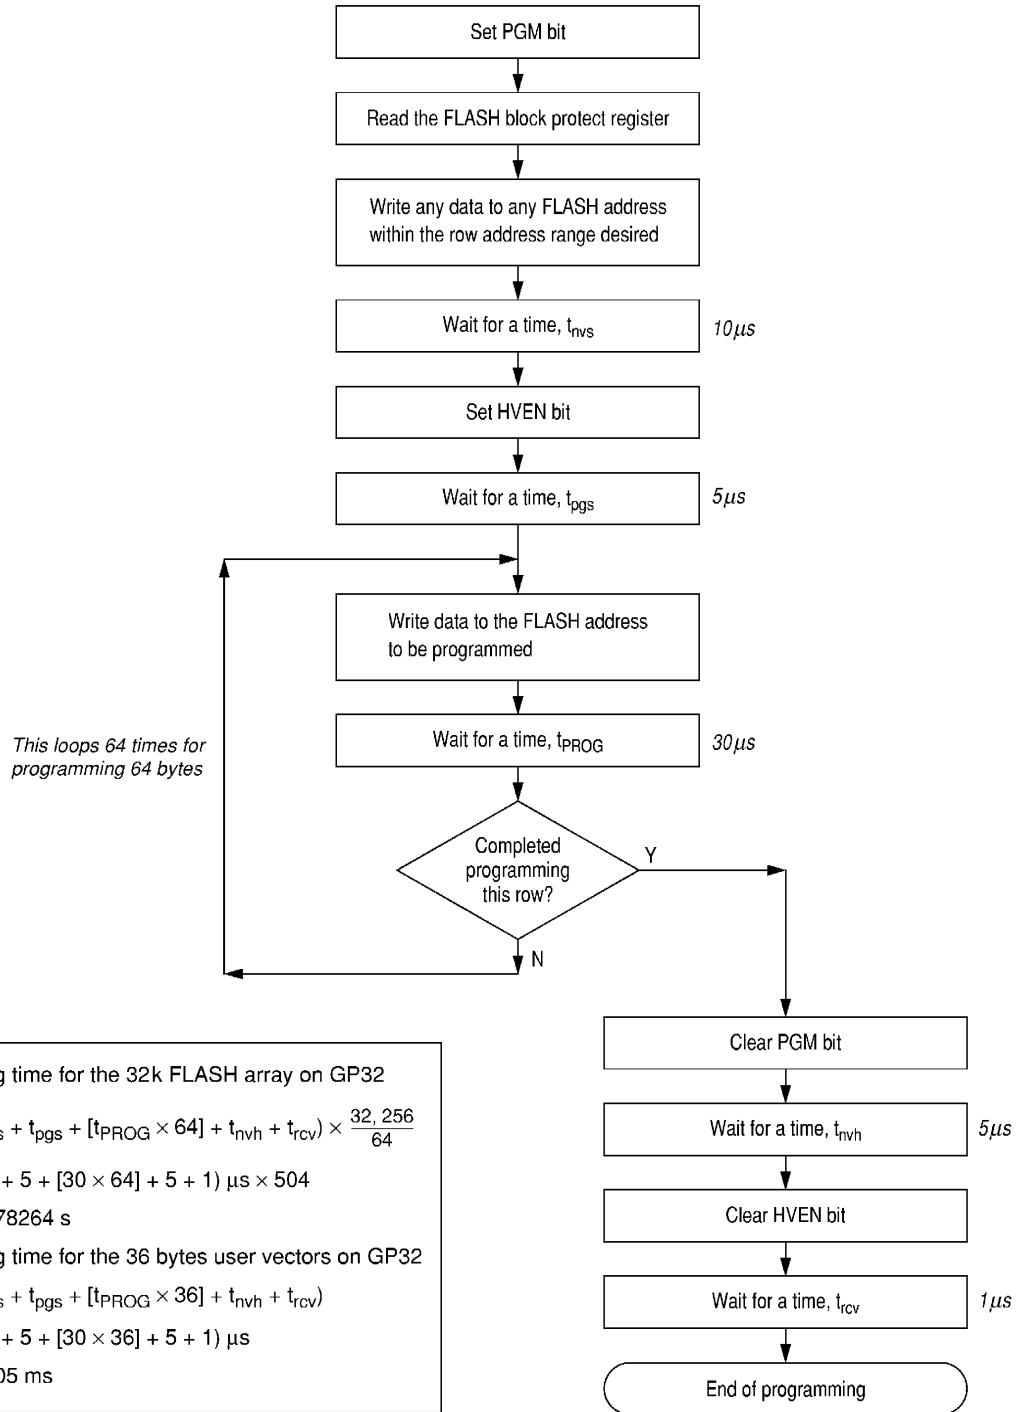 Set PGM bit
Read the FLASH block protect register
Write any data to any FLASH address
within the row address range desired
Wait for a time, tnvs
10µs
Set HVEN bit
Wait for a time, tpgs
5µs
Write data to the FLASH address
to be programmed
Wait for a time, tPROG
30µs
This loops 64 times for
programming 64 bytes
Completed
programming
this row?
Y
N
Clear PGM bit
Wait for a time, tnvh
5µs
Clear HVEN bit
Wait for a time, trcv
1µs
End of programming
time for the 32k FLASH array on GP32
+ tpgs + [tPROG × 64] + tnvh + trcv) × 32, 256/64
+ 5 + [30 × 64] + 5 + 1) µs × 504
78264 s
time for the 36 bytes user vectors on GP32
+ tpgs + [tPROG × 36] + tnvh + trcv)
+ 5 + [30 × 36] + 5 + 1) µs
05 ms